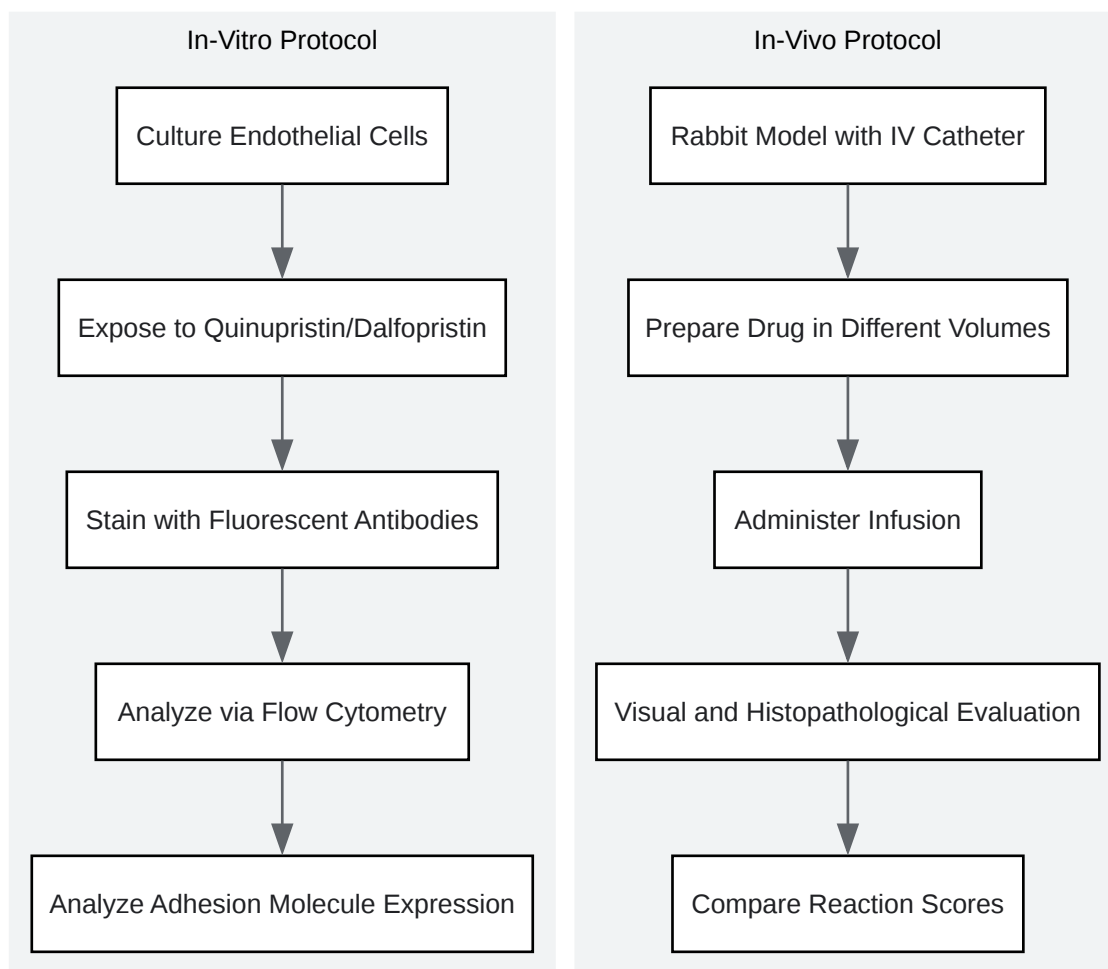 In-Vitro Protocol
Culture Endothelial Cells
Expose to Quinupristin/Dalfopristin
Stain with Fluorescent Antibodies
Analyze via Flow Cytometry
Analyze Adhesion Molecule Expression
In-Vivo Protocol
Rabbit Model with IV Catheter
Prepare Drug in Different Volumes
Administer Infusion
Visual and Histopathological Evaluation
Compare Reaction Scores